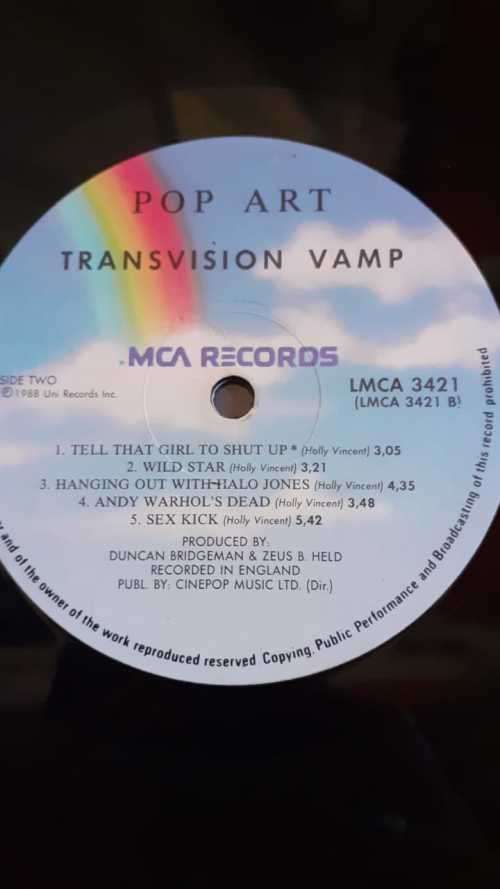 POP ART
TRANSVISION VAMP
MCA RECORDS
SIDE TWO
℗1988 Uni Records Inc.
LMCA 3421
(LMCA 3421 B)
1. TELL THAT GIRL TO SHUT UP * (Holly Vincent) 3,05
2. WILD STAR (Holly Vincent) 3,21
3. HANGING OUT WITH HALO JONES (Holly Vincent) 4,35
4. ANDY WARHOL'S DEAD (Holly Vincent) 3,48
5. SEX KICK (Holly Vincent) 5,42
PRODUCED BY:
DUNCAN BRIDGEMAN & ZEUS B. HELD
RECORDED IN ENGLAND
PUBL. BY: CINEPOP MUSIC LTD. (Dir.)
and of the owner of the work reproduced reserved Copying. Public Performance and Broadcasting of this record prohibited